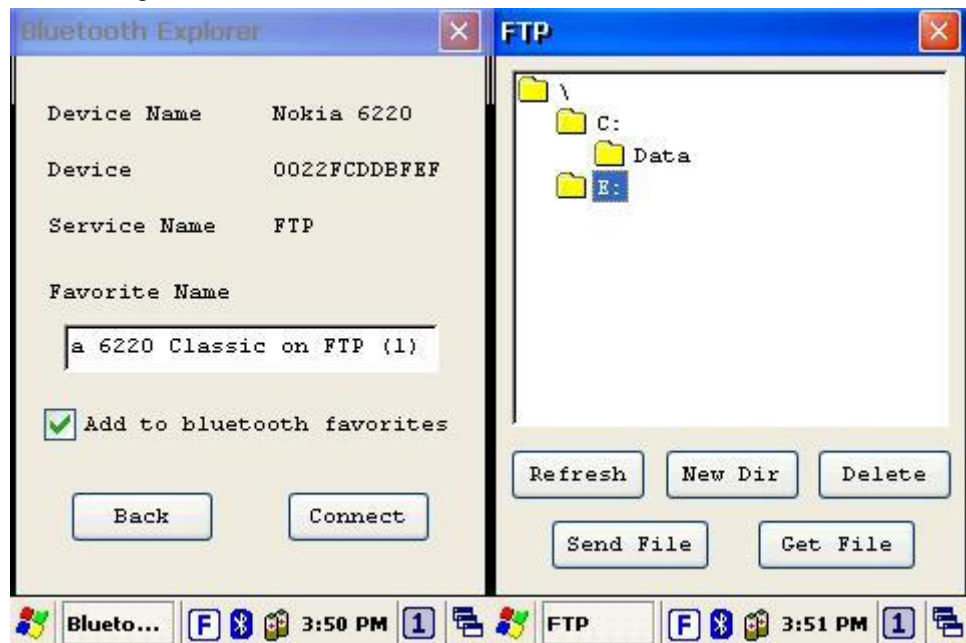 Bluetooth Explorer
Device Name Nokia 6220
Device 0022FCDDBFEF
Service Name FTP
Favorite Name
a 6220 Classic on FTP (1)
Add to bluetooth favorites
Back Connect
Blueto... F 3:50 PM 1
FTP
\
C:
Data
E:
Refresh New Dir Delete
Send File Get File
FTP F 3:51 PM 1